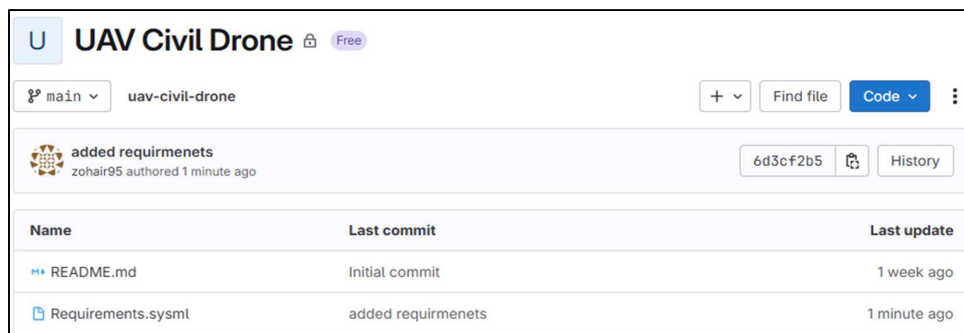 U UAV Civil Drone Free
main uav-civil-drone + Find file Code
added requirmenets
zohair95 authored 1 minute ago
6d3cf2b5 History
Name Last commit Last update
README.md Initial commit 1 week ago
Requirements.sysml added requirmenets 1 minute ago